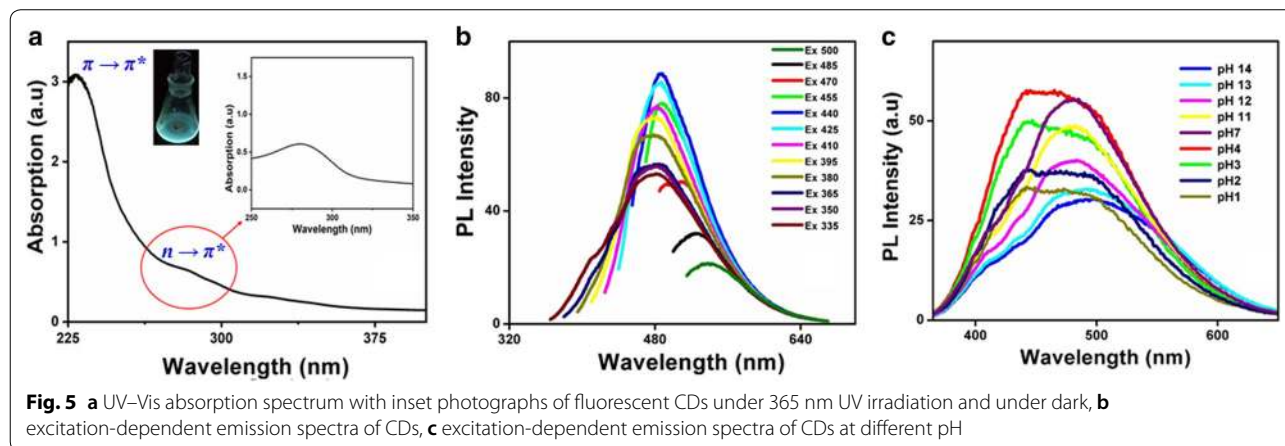 a
π → π*
Absorption (a.u)
3
2
1
0
225
300
375
Wavelength (nm)
n → π*
Absorption (a.u)
1.5
1.0
0.5
0.0
250
300
350
Wavelength (nm)
b
PL Intensity
80
40
0
320
480
640
Wavelength (nm)
Ex 500
Ex 485
Ex 470
Ex 455
Ex 440
Ex 425
Ex 410
Ex 395
Ex 380
Ex 365
Ex 350
Ex 335
c
PL Intensity (a.u)
50
25
0
400
500
600
Wavelength (nm)
pH 14
pH 13
pH 12
pH 11
pH7
pH4
pH3
pH2
pH1
Fig. 5 a UV–Vis absorption spectrum with inset photographs of fluorescent CDs under 365 nm UV irradiation and under dark, b
excitation-dependent emission spectra of CDs, c excitation-dependent emission spectra of CDs at different pH